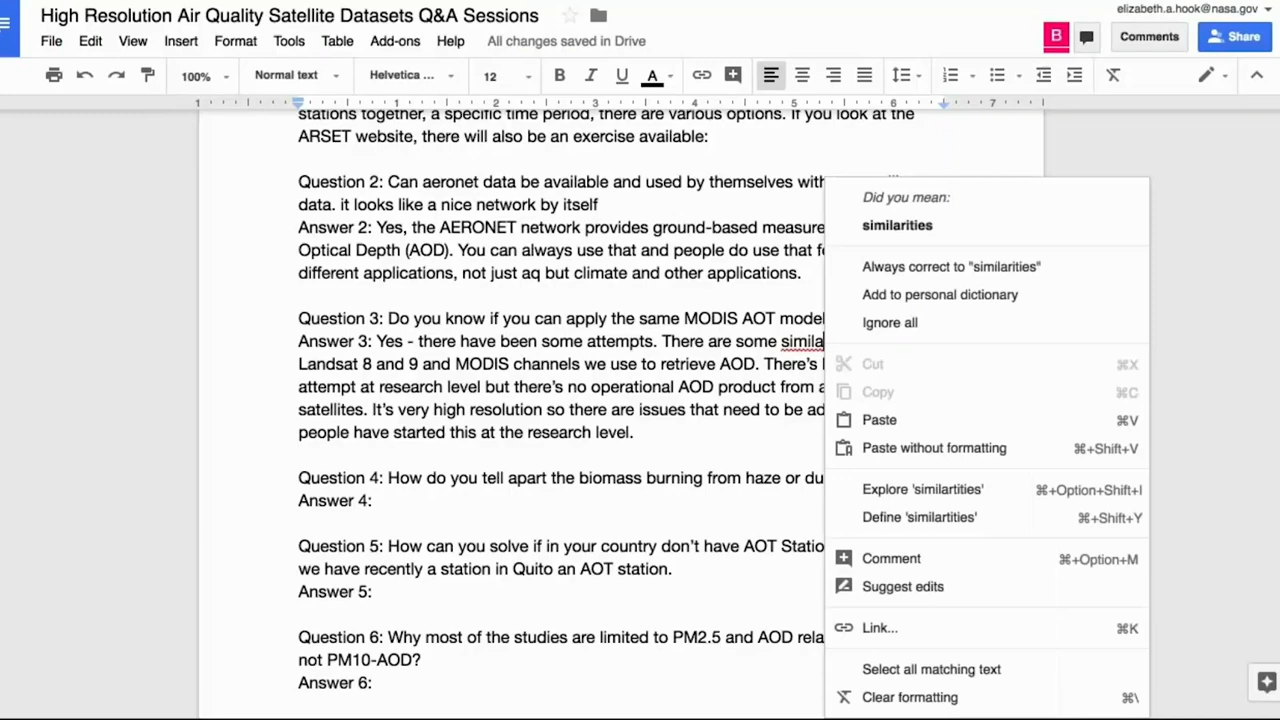 High Resolution Air Quality Satellite Datasets Q&A Sessions
elizabeth.a.hook@nasa.gov
File Edit View Insert Format Tools Table Add-ons Help All changes saved in Drive
B Comments Share
100% Normal text Helvetica ... 12 B I U A
1 1 2 3 4 5 6 7
stations together, a specific time period, there are various options. If you look at the
ARSET website, there will also be an exercise available:
Question 2: Can aeronet data be available and used by themselves with
data. it looks like a nice network by itself
Answer 2: Yes, the AERONET network provides ground-based measure
Optical Depth (AOD). You can always use that and people do use that f
different applications, not just aq but climate and other applications.
Question 3: Do you know if you can apply the same MODIS AOT model
Answer 3: Yes - there have been some attempts. There are some simila
Landsat 8 and 9 and MODIS channels we use to retrieve AOD. There's
attempt at research level but there's no operational AOD product from a
satellites. It's very high resolution so there are issues that need to be ad
people have started this at the research level.
Question 4: How do you tell apart the biomass burning from haze or du
Answer 4:
Question 5: How can you solve if in your country don't have AOT Statio
we have recently a station in Quito an AOT station.
Answer 5:
Question 6: Why most of the studies are limited to PM2.5 and AOD rela
not PM10-AOD?
Answer 6:
Did you mean:
similarities
Always correct to "similarities"
Add to personal dictionary
Ignore all
Cut ⌘X
Copy ⌘C
Paste ⌘V
Paste without formatting ⌘+Shift+V
Explore 'similartities' ⌘+Option+Shift+I
Define 'similartities' ⌘+Shift+Y
Comment ⌘+Option+M
Suggest edits
Link... ⌘K
Select all matching text
Clear formatting ⌘\